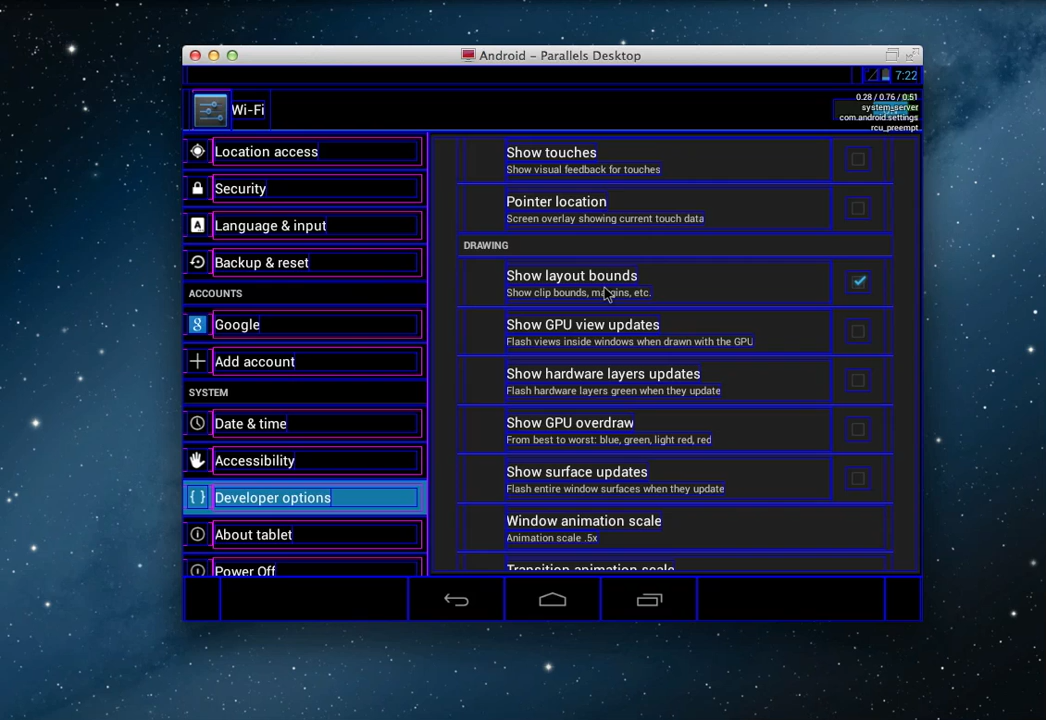 Android – Parallels Desktop
7:22
Wi-Fi
0.28 / 0.76 / 0.51
system_server
com.android.settings
rcu_preempt
Location access
Security
Language & input
Backup & reset
ACCOUNTS
Google
Add account
SYSTEM
Date & time
Accessibility
Developer options
About tablet
Power Off
Show touches
Show visual feedback for touches
Pointer location
Screen overlay showing current touch data
DRAWING
Show layout bounds
Show clip bounds, margins, etc.
Show GPU view updates
Flash views inside windows when drawn with the GPU
Show hardware layers updates
Flash hardware layers green when they update
Show GPU overdraw
From best to worst: blue, green, light red, red
Show surface updates
Flash entire window surfaces when they update
Window animation scale
Animation scale .5x
Transition animation scale